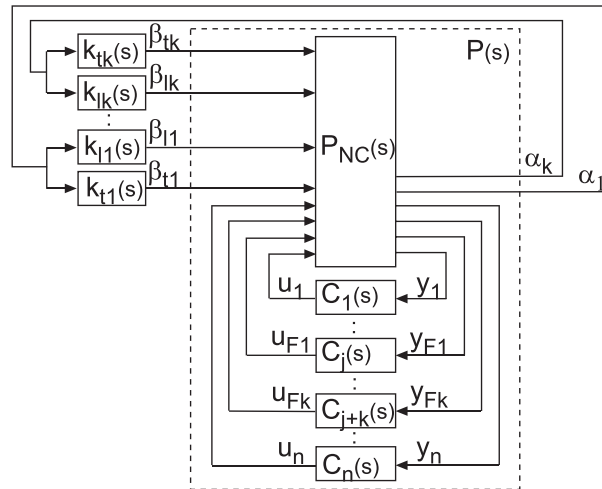 k_tk(s) β_tk P(s)
k_lk(s) β_lk
⋮
k_l1(s) β_l1 P_NC(s)
k_t1(s) β_t1
α_k
α_1
u_1 C_1(s) y_1
⋮
u_F1 C_j(s) y_F1
⋮
u_Fk C_j+k(s) y_Fk
⋮
u_n C_n(s) y_n